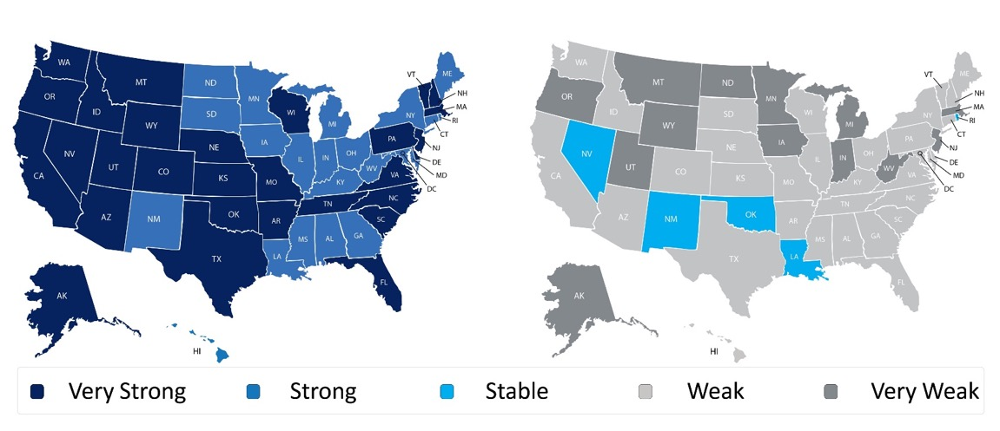 WA
MT
ND
MN
ME
VT
NH
MA
RI
CT
OR
ID
SD
WI
MI
NY
WY
IA
PA
NJ
NE
IL
IN
OH
DE
MD
DC
NV
UT
CO
KS
MO
KY
WV
VA
CA
AZ
NM
OK
AR
TN
NC
SC
TX
LA
MS
AL
GA
FL
AK
HI
WA
MT
ND
MN
ME
VT
NH
MA
RI
CT
OR
ID
SD
WI
MI
NY
WY
IA
PA
NJ
NE
IL
IN
OH
DE
MD
DC
NV
UT
CO
KS
MO
KY
WV
VA
CA
AZ
NM
OK
AR
TN
NC
SC
TX
LA
MS
AL
GA
FL
AK
HI
Very Strong Strong Stable Weak Very Weak